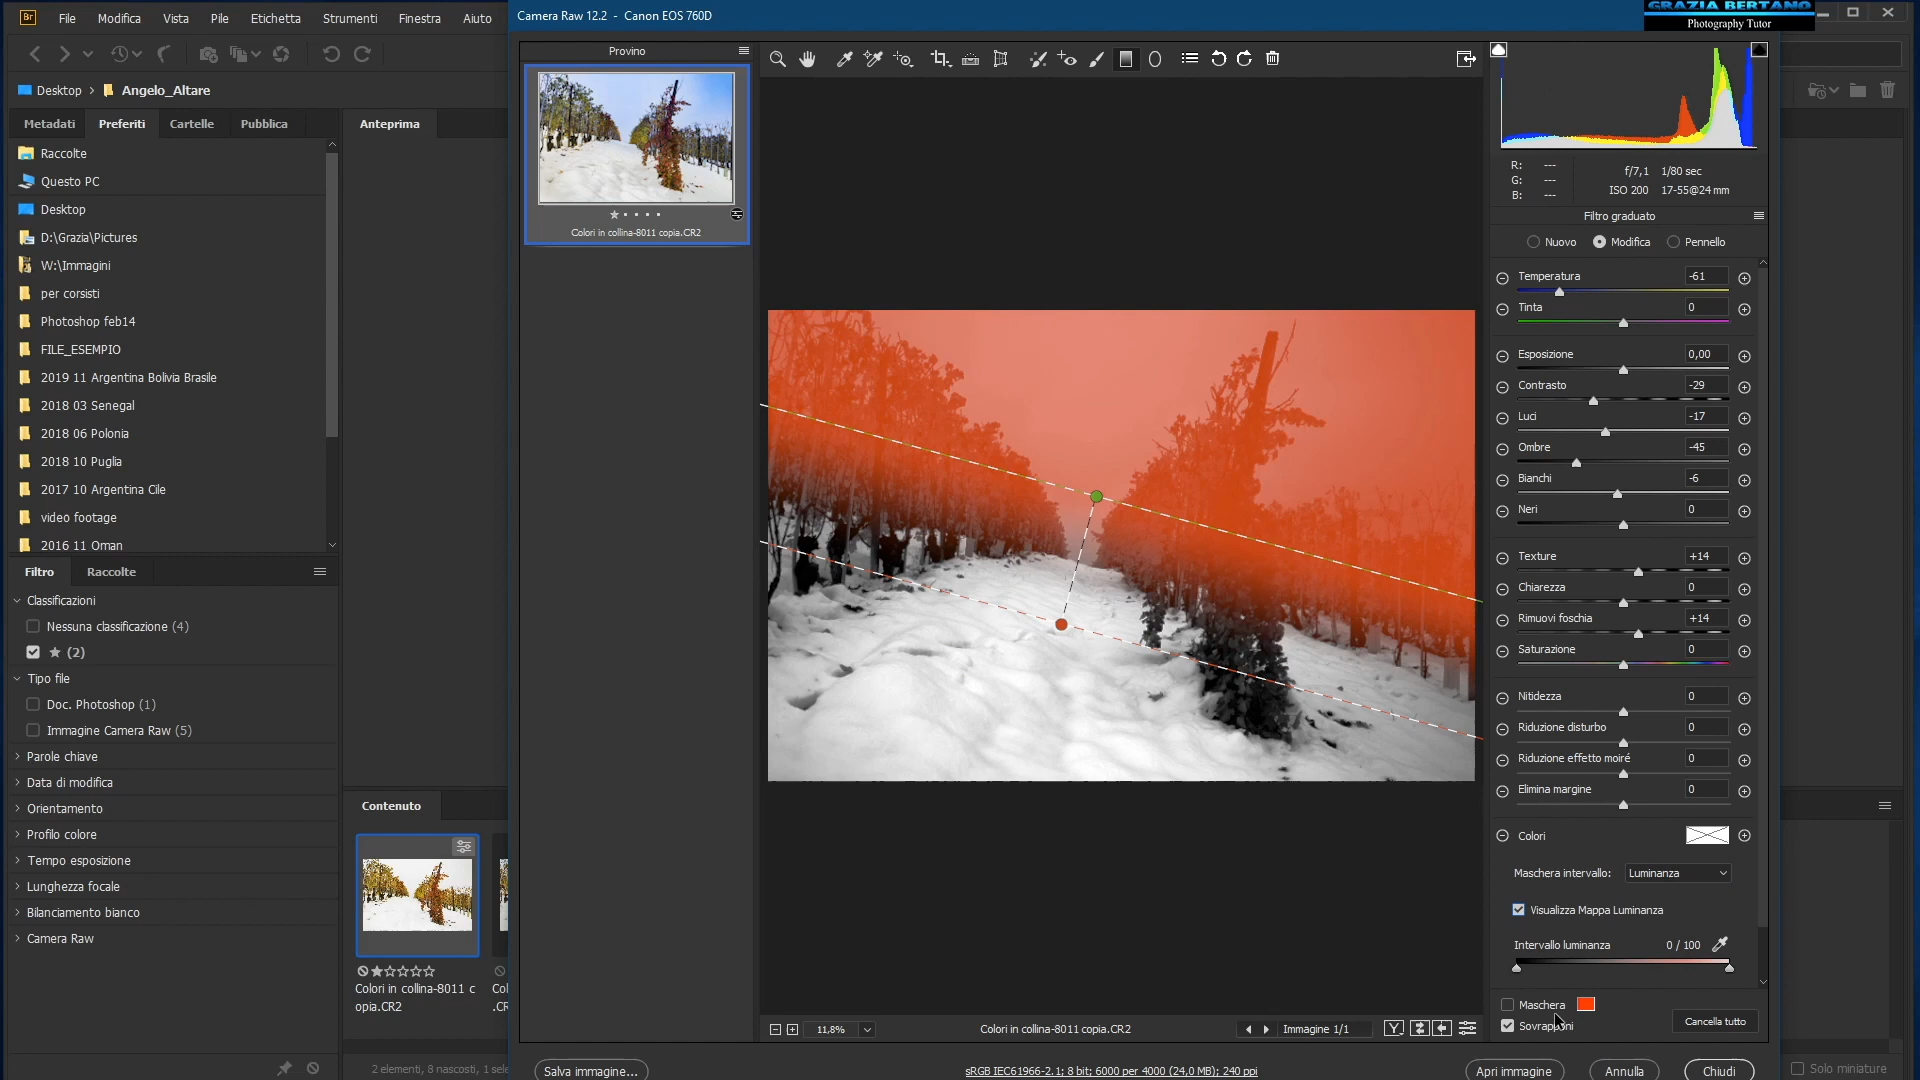 Br File Modifica Vista Pile Etichetta Strumenti Finestra Aiuto
Camera Raw 12.2 - Canon EOS 760D
GRAZIA BERTANO
Photography Tutor
Desktop > Angelo_Altare
Metadati Preferiti Cartelle Pubblica
Anteprima
Raccolte
Questo PC
Desktop
D:\Grazia\Pictures
W:\Immagini
per corsisti
Photoshop feb14
FILE_ESEMPIO
2019 11 Argentina Bolivia Brasile
2018 03 Senegal
2018 06 Polonia
2018 10 Puglia
2017 10 Argentina Cile
video footage
2016 11 Oman
Filtro Raccolte
Classificazioni
Nessuna classificazione (4)
★ (2)
Tipo file
Doc. Photoshop (1)
Immagine Camera Raw (5)
Parole chiave
Data di modifica
Orientamento
Profilo colore
Tempo esposizione
Lunghezza focale
Bilanciamento bianco
Camera Raw
Contenuto
Colori in collina-8011 c
opia.CR2
Col
.CR
2 elementi, 8 nascosti, 1 sele
Provino
Colori in collina-8011 copia.CR2
11,8%
Colori in collina-8011 copia.CR2
Immagine 1/1
Salva immagine...
sRGB IEC61966-2.1; 8 bit; 6000 per 4000 (24,0 MB); 240 ppi
Apri immagine Annulla Chiudi
R: ---
G: ---
B: ---
f/7,1 1/80 sec
ISO 200 17-55@24 mm
Filtro graduato
Nuovo Modifica Pennello
Temperatura -61
Tinta 0
Esposizione 0,00
Contrasto -29
Luci -17
Ombre -45
Bianchi -6
Neri 0
Texture +14
Chiarezza 0
Rimuovi foschia +14
Saturazione 0
Nitidezza 0
Riduzione disturbo 0
Riduzione effetto moiré 0
Elimina margine 0
Colori
Maschera intervallo: Luminanza
Visualizza Mappa Luminanza
Intervallo luminanza 0 / 100
Maschera
Cancella tutto
Solo miniature